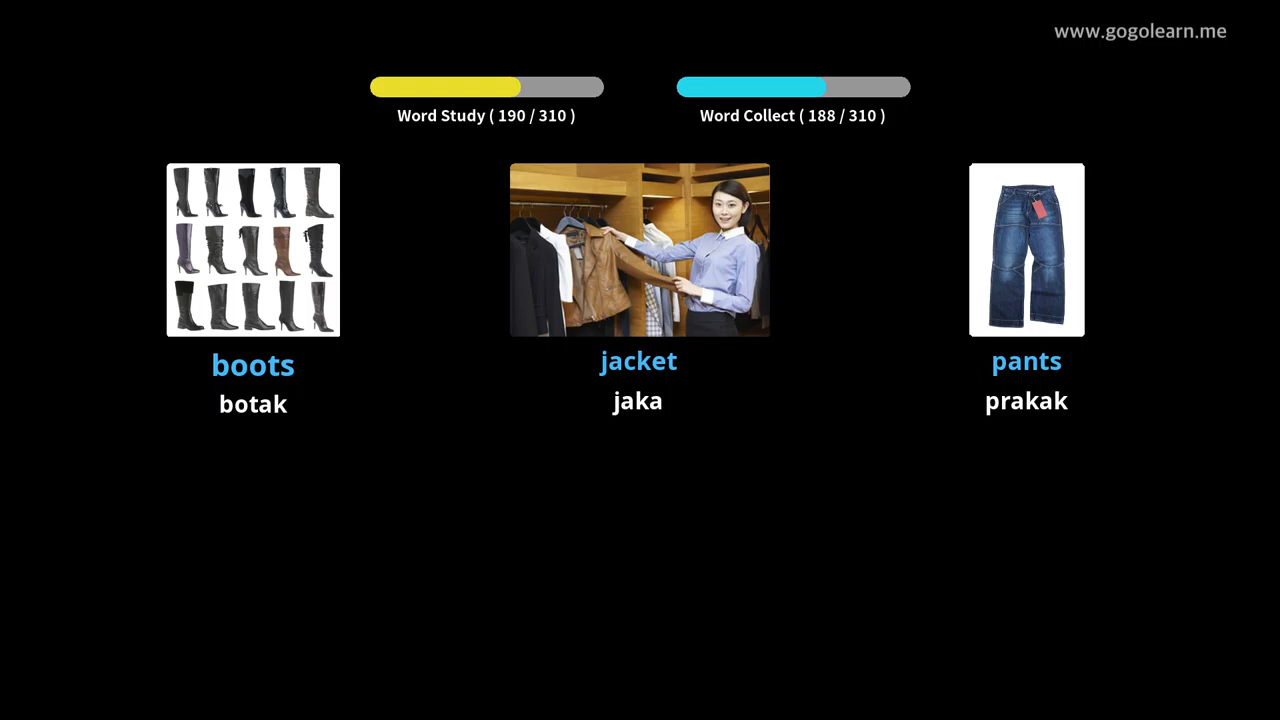 www.gogolearn.me
Word Study ( 190 / 310 )
Word Collect ( 188 / 310 )
boots
jacket
pants
botak
jaka
prakak